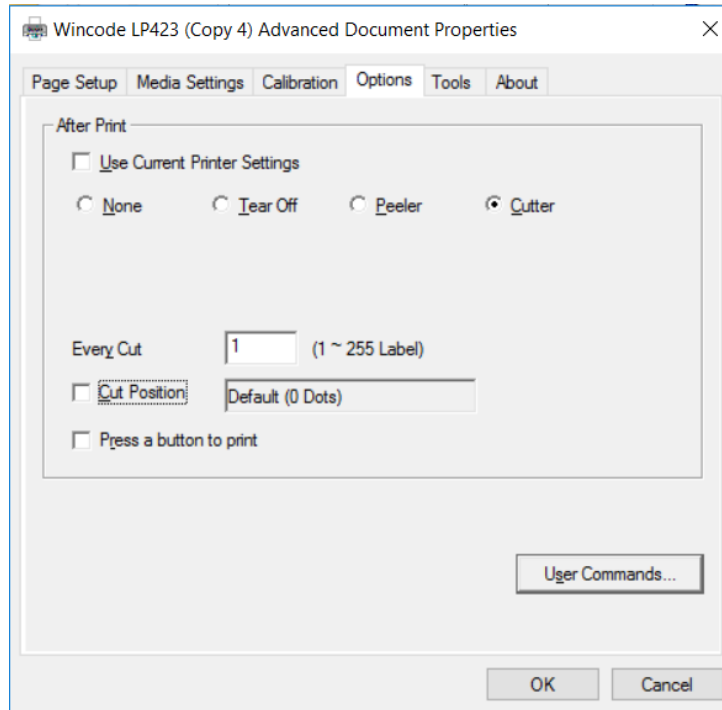 Wincode LP423 (Copy 4) Advanced Document Properties
Page Setup Media Settings Calibration Options Tools About
After Print
Use Current Printer Settings
None Tear Off Peeler Cutter
Every Cut 1 (1 ~ 255 Label)
Cut Position Default (0 Dots)
Press a button to print
User Commands...
OK Cancel